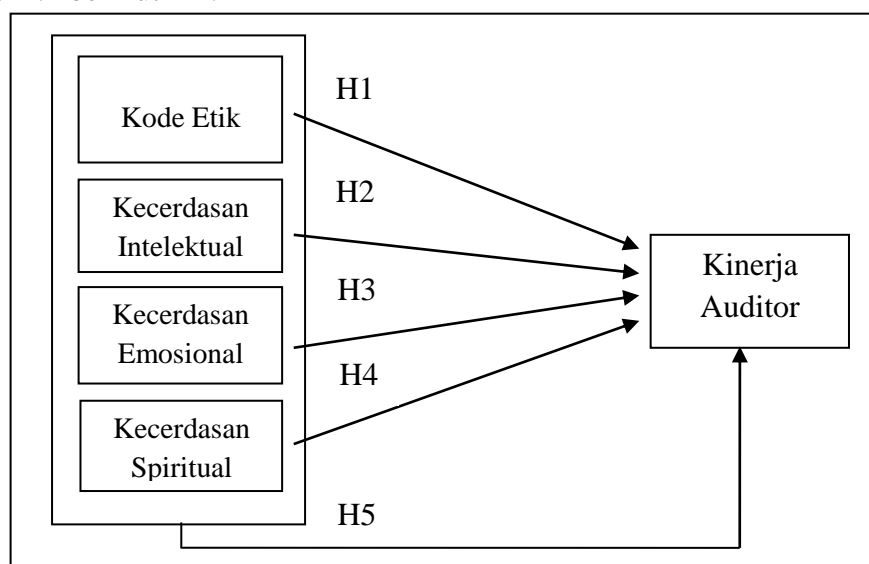 H1
Kode Etik
H2
Kecerdasan
Intelektual
H3
Kecerdasan
Emosional
H4
Kecerdasan
Spiritual
H5
Kinerja
Auditor